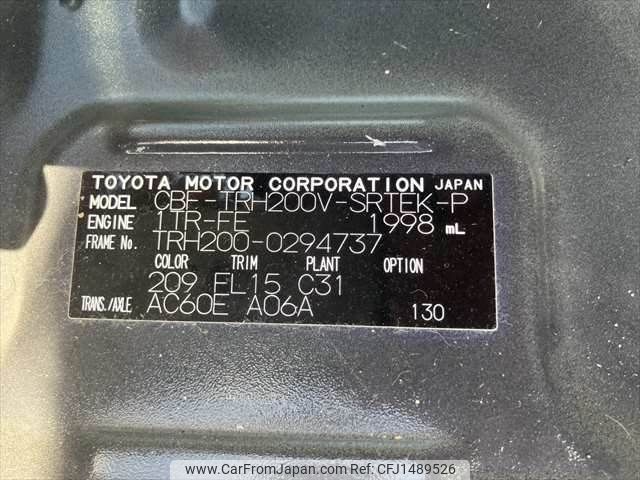 TOYOTA MOTOR CORPORATION JAPAN
MODEL CBF-TRH200V-SRTEK-P
ENGINE 1TR-FE 1998 mL
FRAME No. TRH200-0294737
COLOR TRIM PLANT OPTION
209 FL15 C31
TRANS./AXLE AC60E A06A 130
www.CarFromJapan.com | Ref: CFJ1489526